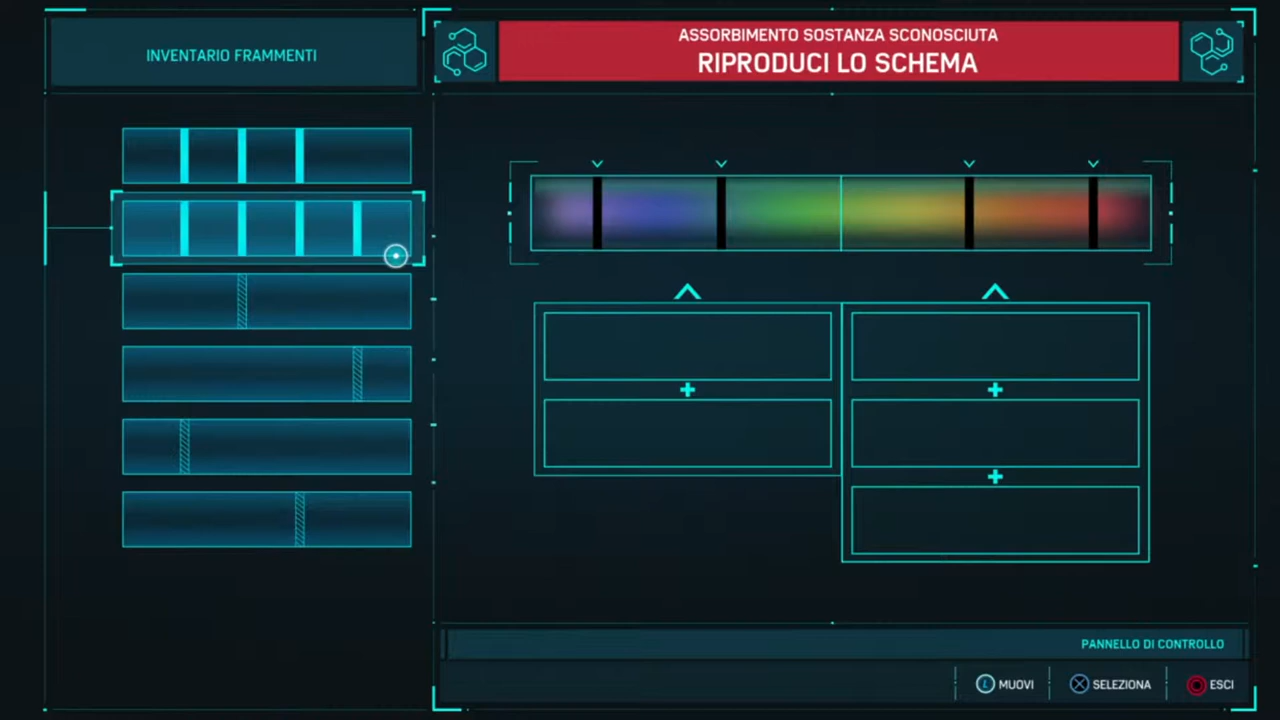 INVENTARIO FRAMMENTI
ASSORBIMENTO SOSTANZA SCONOSCIUTA
RIPRODUCI LO SCHEMA
PANNELLO DI CONTROLLO
L MUOVI
SELEZIONA
ESCI